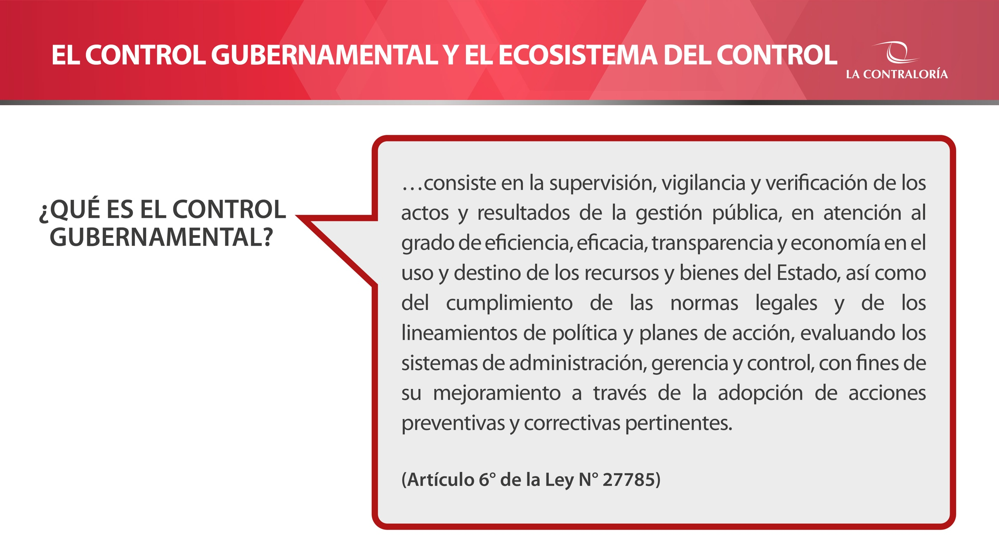 EL CONTROL GUBERNAMENTAL Y EL ECOSISTEMA DEL CONTROL
LA CONTRALORÍA
¿QUÉ ES EL CONTROL
GUBERNAMENTAL?
…consiste en la supervisión, vigilancia y verificación de los
actos y resultados de la gestión pública, en atención al
grado de eficiencia, eficacia, transparencia y economía en el
uso y destino de los recursos y bienes del Estado, así como
del cumplimiento de las normas legales y de los
lineamientos de política y planes de acción, evaluando los
sistemas de administración, gerencia y control, con fines de
su mejoramiento a través de la adopción de acciones
preventivas y correctivas pertinentes.
(Artículo 6° de la Ley N° 27785)